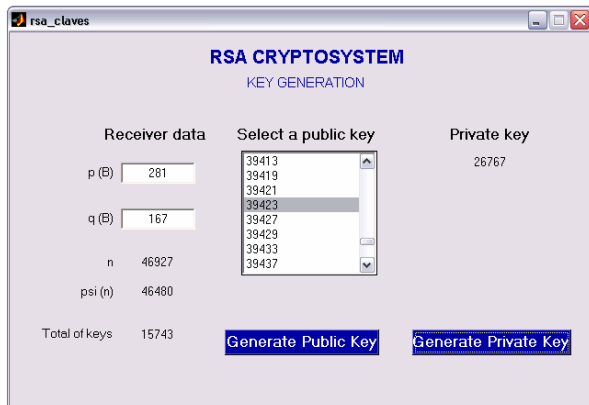 rsa_claves
RSA CRYPTOSYSTEM
KEY GENERATION
Receiver data
p (B) 281
q (B) 167
n 46927
psi (n) 46480
Total of keys 15743
Select a public key
39413
39419
39421
39423
39427
39429
39433
39437
Generate Public Key
Private key
26767
Generate Private Key